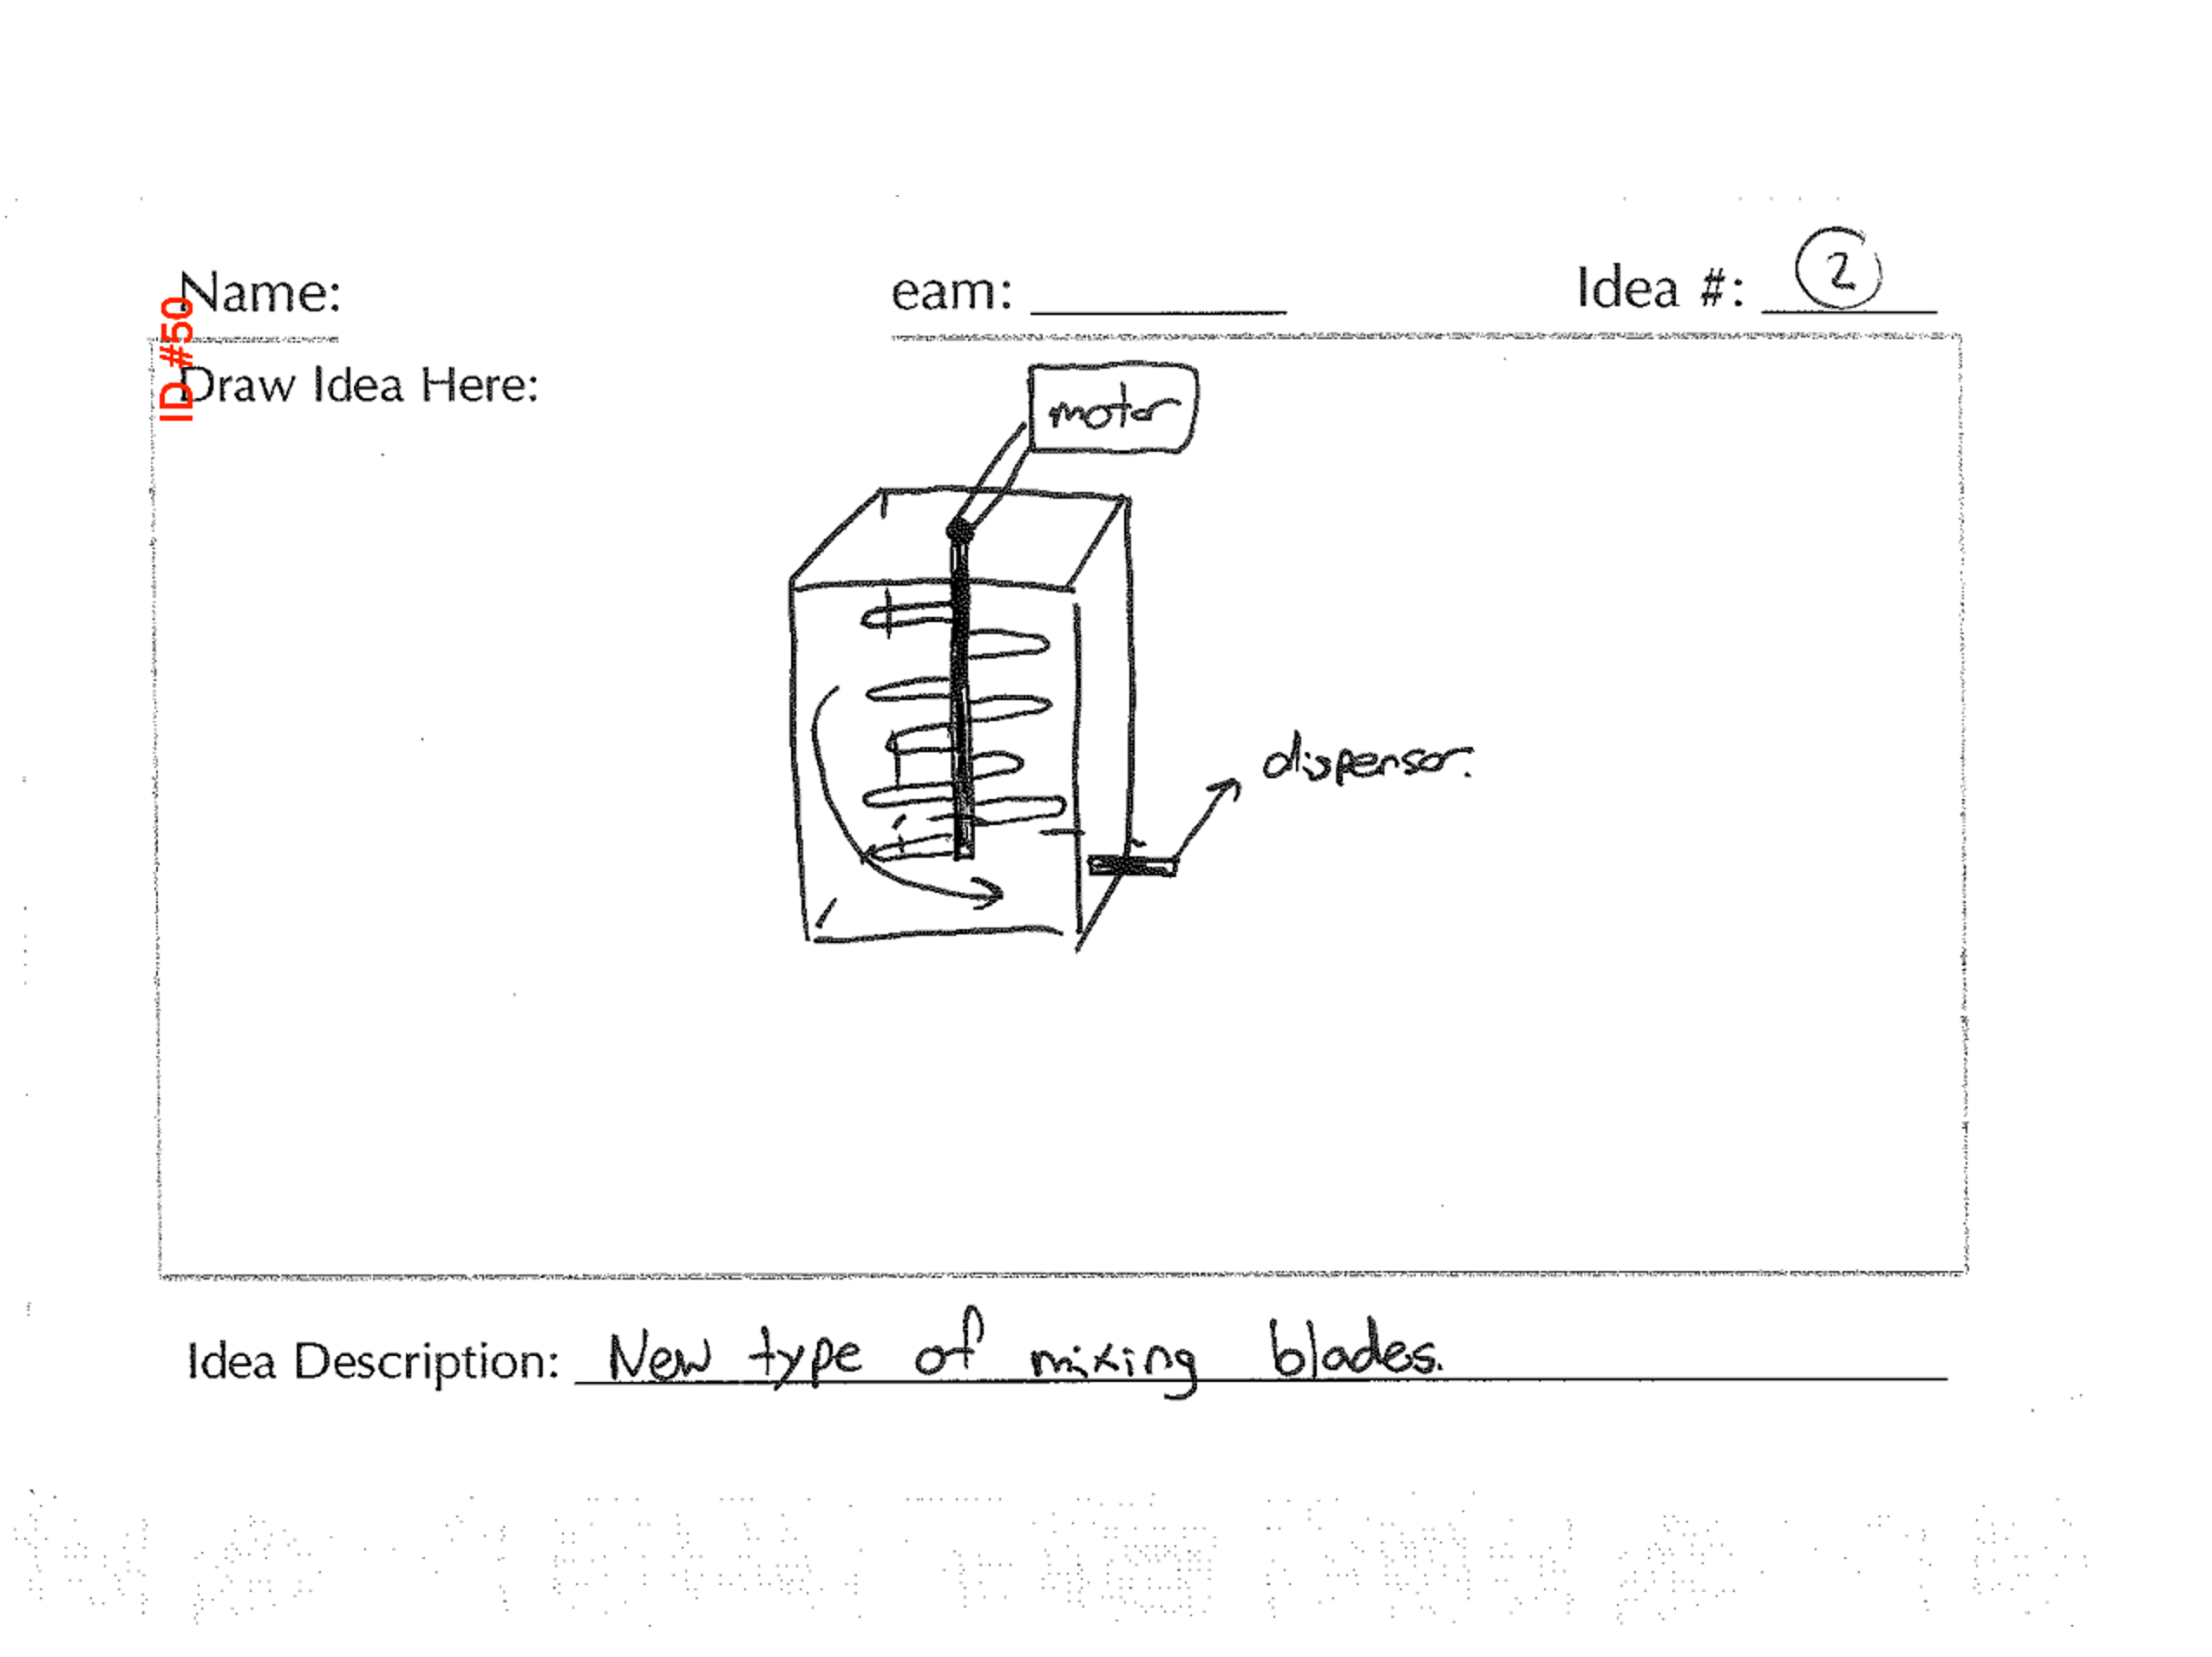 Name: eam: Idea #: 2
ID #50
Draw Idea Here:
motor
dispensor.
Idea Description: New type of mixing blades.